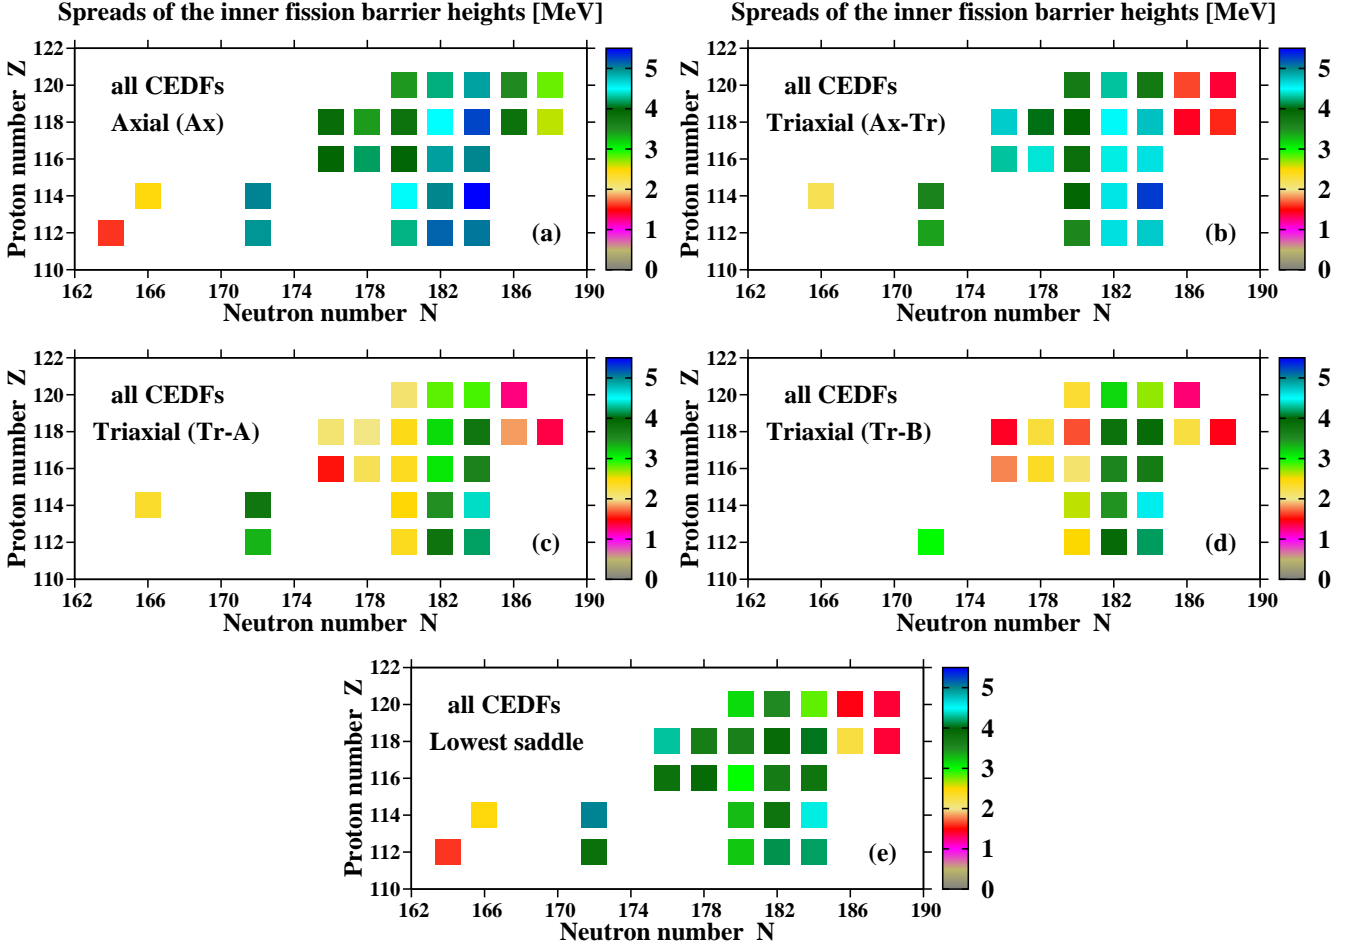 Spreads of the inner fission barrier heights [MeV]
Spreads of the inner fission barrier heights [MeV]
Proton number Z
122
120
118
116
114
112
110
all CEDFs
Axial (Ax)
(a)
162 166 170 174 178 182 186 190
Neutron number N
5
4
3
2
1
0
Proton number Z
122
120
118
116
114
112
110
all CEDFs
Triaxial (Ax-Tr)
(b)
162 166 170 174 178 182 186 190
Neutron number N
5
4
3
2
1
0
Proton number Z
122
120
118
116
114
112
110
all CEDFs
Triaxial (Tr-A)
(c)
162 166 170 174 178 182 186 190
Neutron number N
5
4
3
2
1
0
Proton number Z
122
120
118
116
114
112
110
all CEDFs
Triaxial (Tr-B)
(d)
162 166 170 174 178 182 186 190
Neutron number N
5
4
3
2
1
0
Proton number Z
122
120
118
116
114
112
110
all CEDFs
Lowest saddle
(e)
162 166 170 174 178 182 186 190
Neutron number N
5
4
3
2
1
0